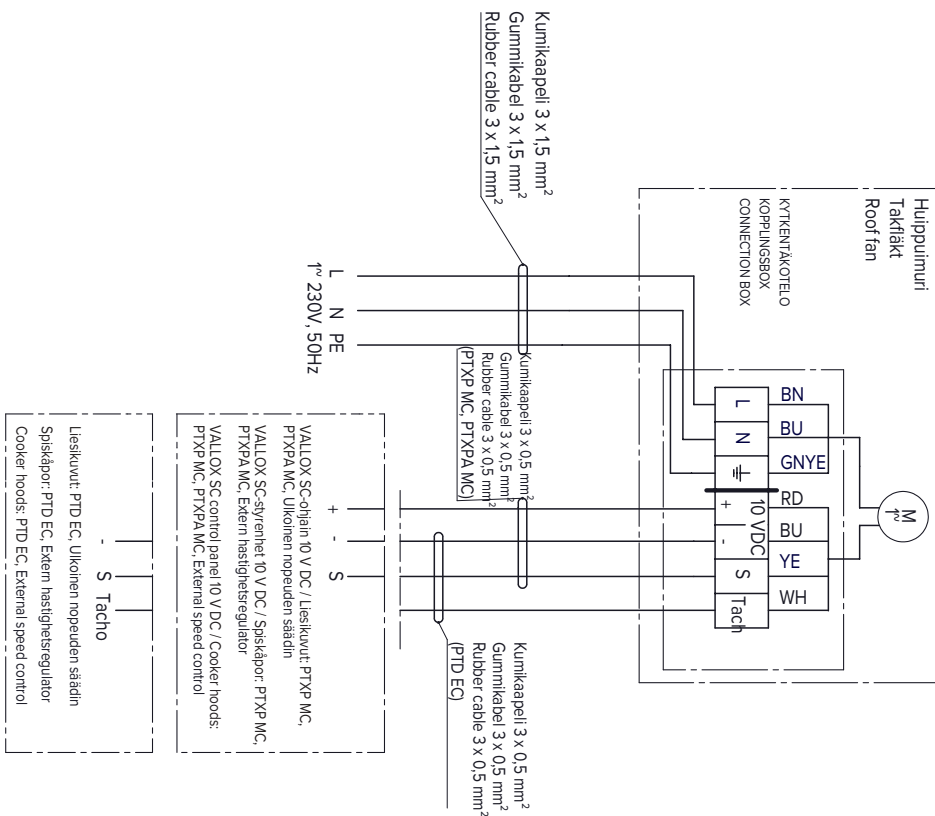 Huippuimuri
Takfläkt
Roof fan
KYTKENTÄKOTELO
KOPPLINGSBOX
CONNECTION BOX
M
1~
BN
BU
GNYE
RD
BU
YE
WH
L
N
+
-
10 VDC
S
Tach
Kumikaapeli 3 x 1,5 mm²
Gummikabel 3 x 1,5 mm²
Rubber cable 3 x 1,5 mm²
L N PE
1~ 230V, 50Hz
Kumikaapeli 3 x 0,5 mm²
Gummikabel 3 x 0,5 mm²
Rubber cable 3 x 0,5 mm²
(PTXP MC, PTXPA MC)
Kumikaapeli 3 x 0,5 mm²
Gummikabel 3 x 0,5 mm²
Rubber cable 3 x 0,5 mm²
(PTD EC)
+ - S
VALLOX SC-ohjain 10 V DC / Liesikuvut: PTXP MC,
PTXPA MC, Ulkoinen nopeuden säädin
VALLOX SC-styrenhet 10 V DC / Spiskåpor: PTXP MC,
PTXPA MC, Extern hastighetsregulator
VALLOX SC control panel 10 V DC / Cooker hoods:
PTXP MC, PTXPA MC, External speed control
- S Tacho
Liesikuvut: PTD EC, Ulkoinen nopeuden säädin
Spiskåpor: PTD EC, Extern hastighetsregulator
Cooker hoods: PTD EC, External speed control